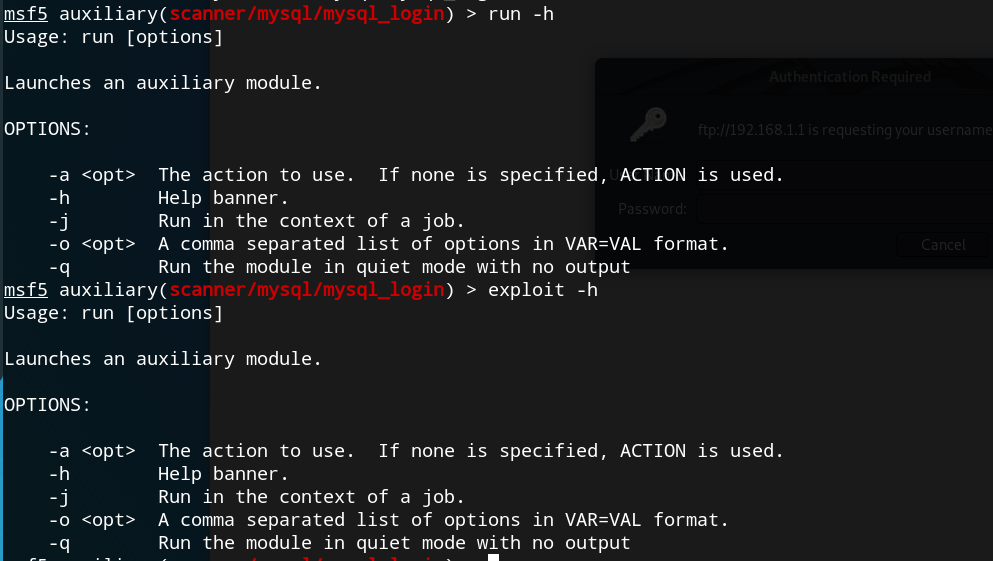 msf5 auxiliary(scanner/mysql/mysql_login) > run -h
Usage: run [options]
Authentication Required
Launches an auxiliary module.
OPTIONS:
ftp://192.168.1.1 is requesting your username
-a <opt>  The action to use.  If none is specified, ACTION is used.
-h        Help banner.
Password:
-j        Run in the context of a job.
-o <opt>  A comma separated list of options in VAR=VAL format.
Cancel
-q        Run the module in quiet mode with no output
msf5 auxiliary(scanner/mysql/mysql_login) > exploit -h
Usage: run [options]
Launches an auxiliary module.
OPTIONS:
-a <opt>  The action to use.  If none is specified, ACTION is used.
-h        Help banner.
-j        Run in the context of a job.
-o <opt>  A comma separated list of options in VAR=VAL format.
-q        Run the module in quiet mode with no output